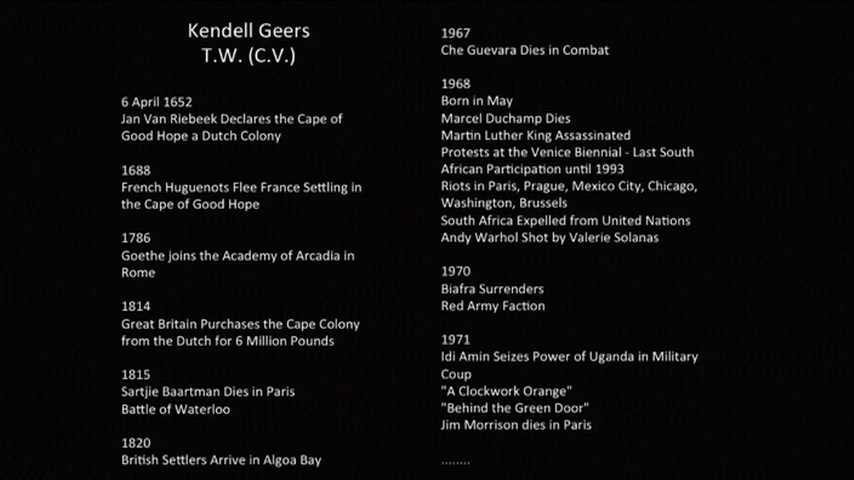 Kendell Geers
T.W. (C.V.)
6 April 1652
Jan Van Riebeek Declares the Cape of
Good Hope a Dutch Colony
1688
French Huguenots Flee France Settling in
the Cape of Good Hope
1786
Goethe joins the Academy of Arcadia in
Rome
1814
Great Britain Purchases the Cape Colony
from the Dutch for 6 Million Pounds
1815
Sartjie Baartman Dies in Paris
Battle of Waterloo
1820
British Settlers Arrive in Algoa Bay
1967
Che Guevara Dies in Combat
1968
Born in May
Marcel Duchamp Dies
Martin Luther King Assassinated
Protests at the Venice Biennial - Last South
African Participation until 1993
Riots in Paris, Prague, Mexico City, Chicago,
Washington, Brussels
South Africa Expelled from United Nations
Andy Warhol Shot by Valerie Solanas
1970
Biafra Surrenders
Red Army Faction
1971
Idi Amin Seizes Power of Uganda in Military
Coup
"A Clockwork Orange"
"Behind the Green Door"
Jim Morrison dies in Paris
........